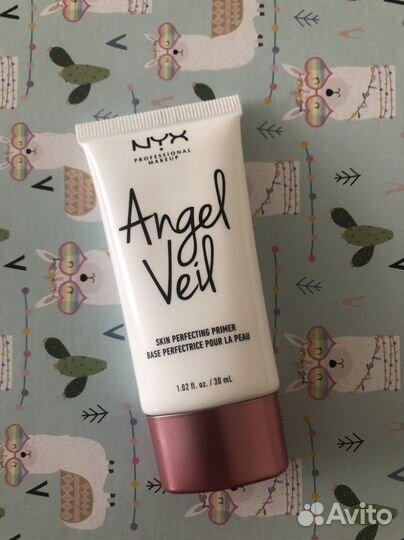 NYX
PROFESSIONAL
MAKEUP
Angel
Veil
SKIN PERFECTING PRIMER
BASE PERFECTRICE POUR LA PEAU
1.02 fl. oz. / 30 mL
Avito